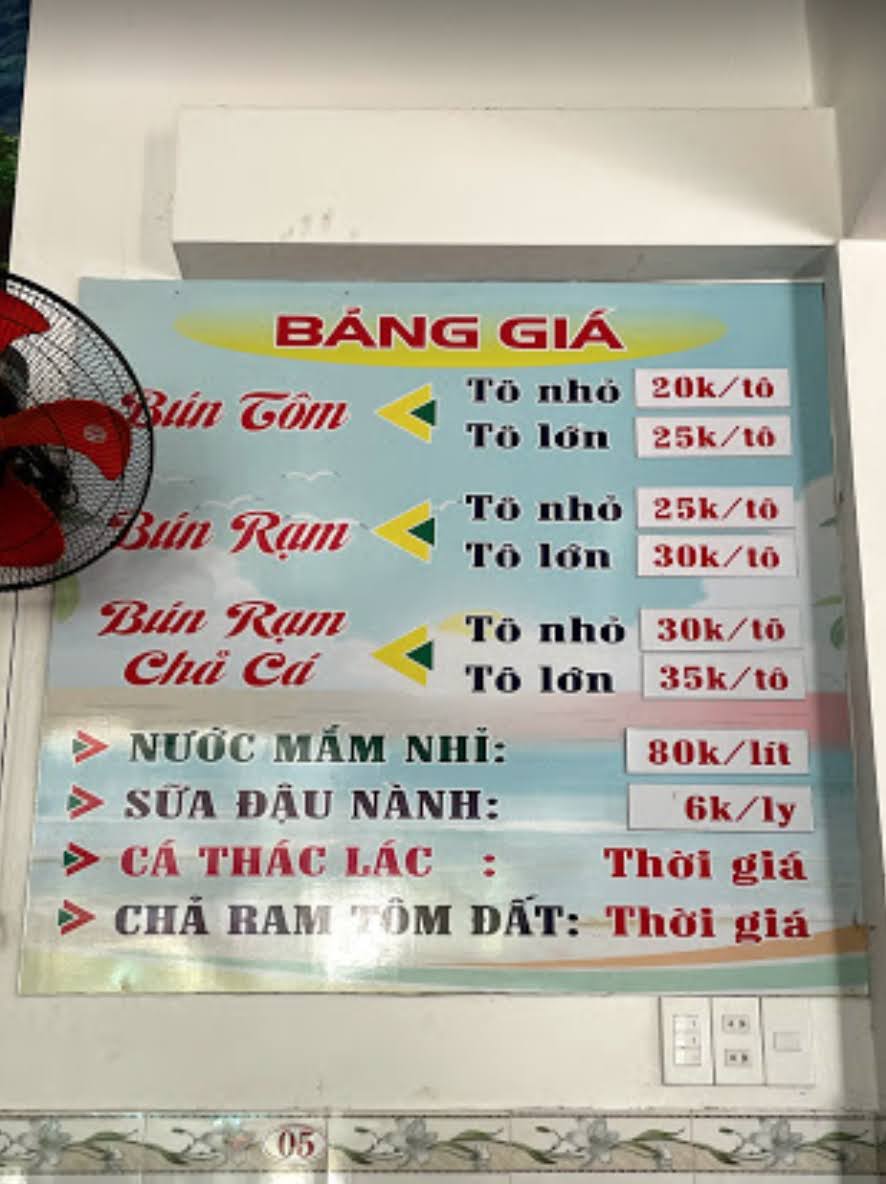 BẢNG GIÁ
Bún Tôm Tô nhỏ 20k/tô
Tô lớn 25k/tô
Bún Rạm Tô nhỏ 25k/tô
Tô lớn 30k/tô
Bún Rạm Chả Cá Tô nhỏ 30k/tô
Tô lớn 35k/tô
NƯỚC MẮM NHỈ: 80k/lít
SỮA ĐẬU NÀNH: 6k/ly
CÁ THÁC LÁC : Thời giá
CHẢ RAM TÔM ĐẤT: Thời giá
05